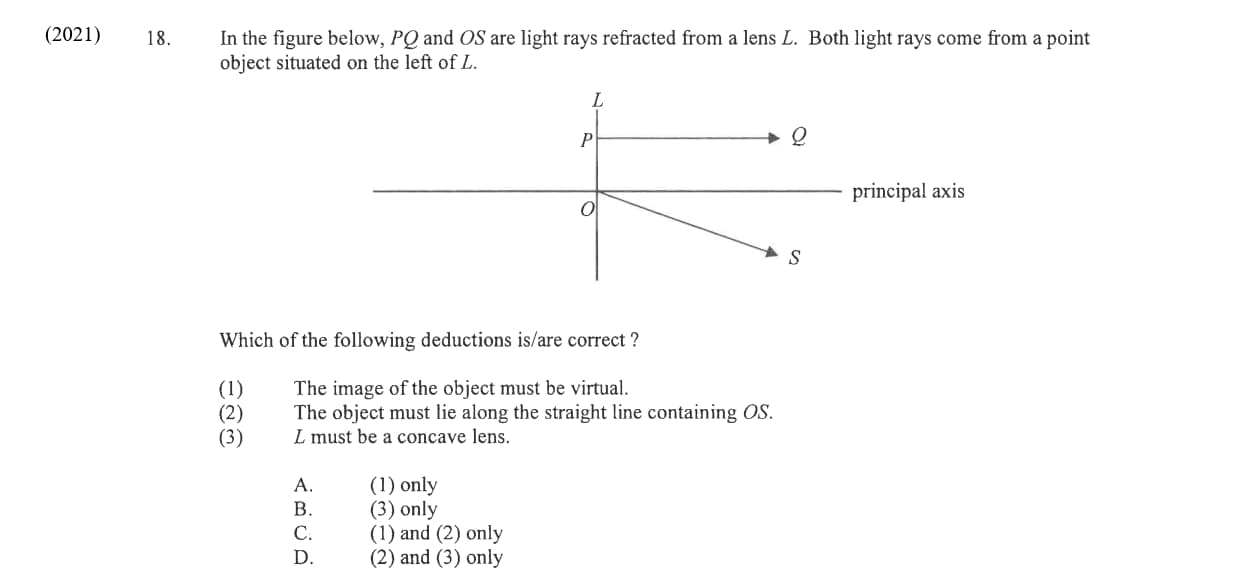 (2021) 18. In the figure below, PQ and OS are light rays refracted from a lens L. Both light rays come from a point
object situated on the left of L.
L
P Q
principal axis
O
S
Which of the following deductions is/are correct ?
(1) The image of the object must be virtual.
(2) The object must lie along the straight line containing OS.
(3) L must be a concave lens.
A. (1) only
B. (3) only
C. (1) and (2) only
D. (2) and (3) only